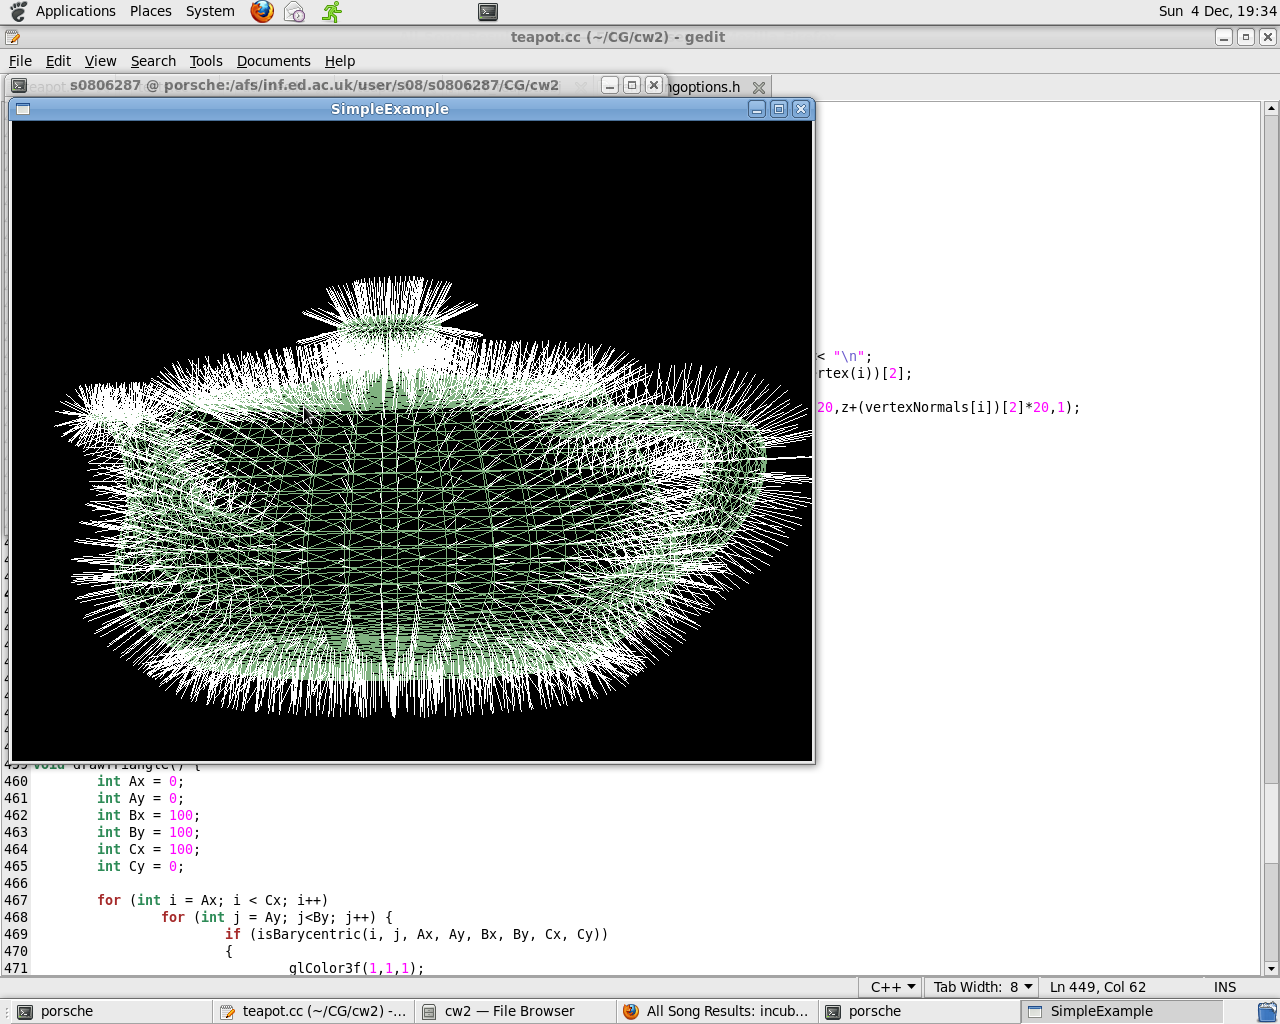 Applications Places System Sun 4 Dec, 19:34
teapot.cc (~/CG/cw2) - gedit
File Edit View Search Tools Documents Help
s0806287 @ porsche:/afs/inf.ed.ac.uk/user/s08/s0806287/CG/cw2
ngoptions.h
SimpleExample
< "\n";
rtex(i))[2];
20,z+(vertexNormals[i])[2]*20,1);
460 int Ax = 0;
461 int Ay = 0;
462 int Bx = 100;
463 int By = 100;
464 int Cx = 100;
465 int Cy = 0;
466
467 for (int i = Ax; i < Cx; i++)
468 for (int j = Ay; j<By; j++) {
469 if (isBarycentric(i, j, Ax, Ay, Bx, By, Cx, Cy))
470 {
471 glColor3f(1,1,1);
C++ Tab Width: 8 Ln 449, Col 62 INS
porsche teapot.cc (~/CG/cw2) -... cw2 — File Browser All Song Results: incub... porsche SimpleExample